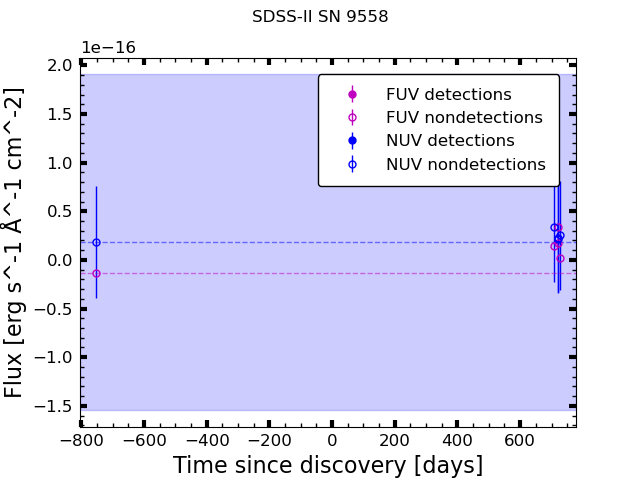 SDSS-II SN 9558
1e−16
2.0
1.5
1.0
0.5
0.0
−0.5
−1.0
−1.5
Flux [erg s^-1 Å^-1 cm^-2]
FUV detections
FUV nondetections
NUV detections
NUV nondetections
−800 −600 −400 −200 0 200 400 600
Time since discovery [days]